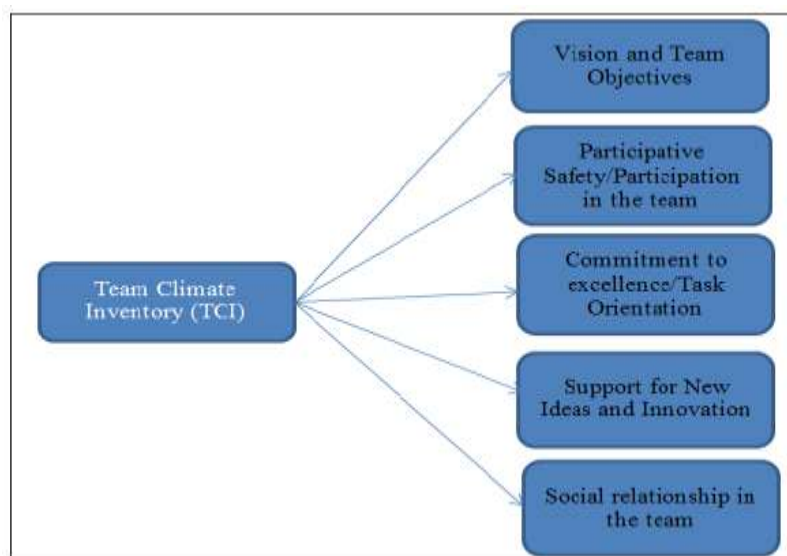 Vision and Team
Objectives
Participative
Safety/Participation
in the team
Team Climate
Inventory (TCI)
Commitment to
excellence/Task
Orientation
Support for New
Ideas and Innovation
Social relationship in
the team